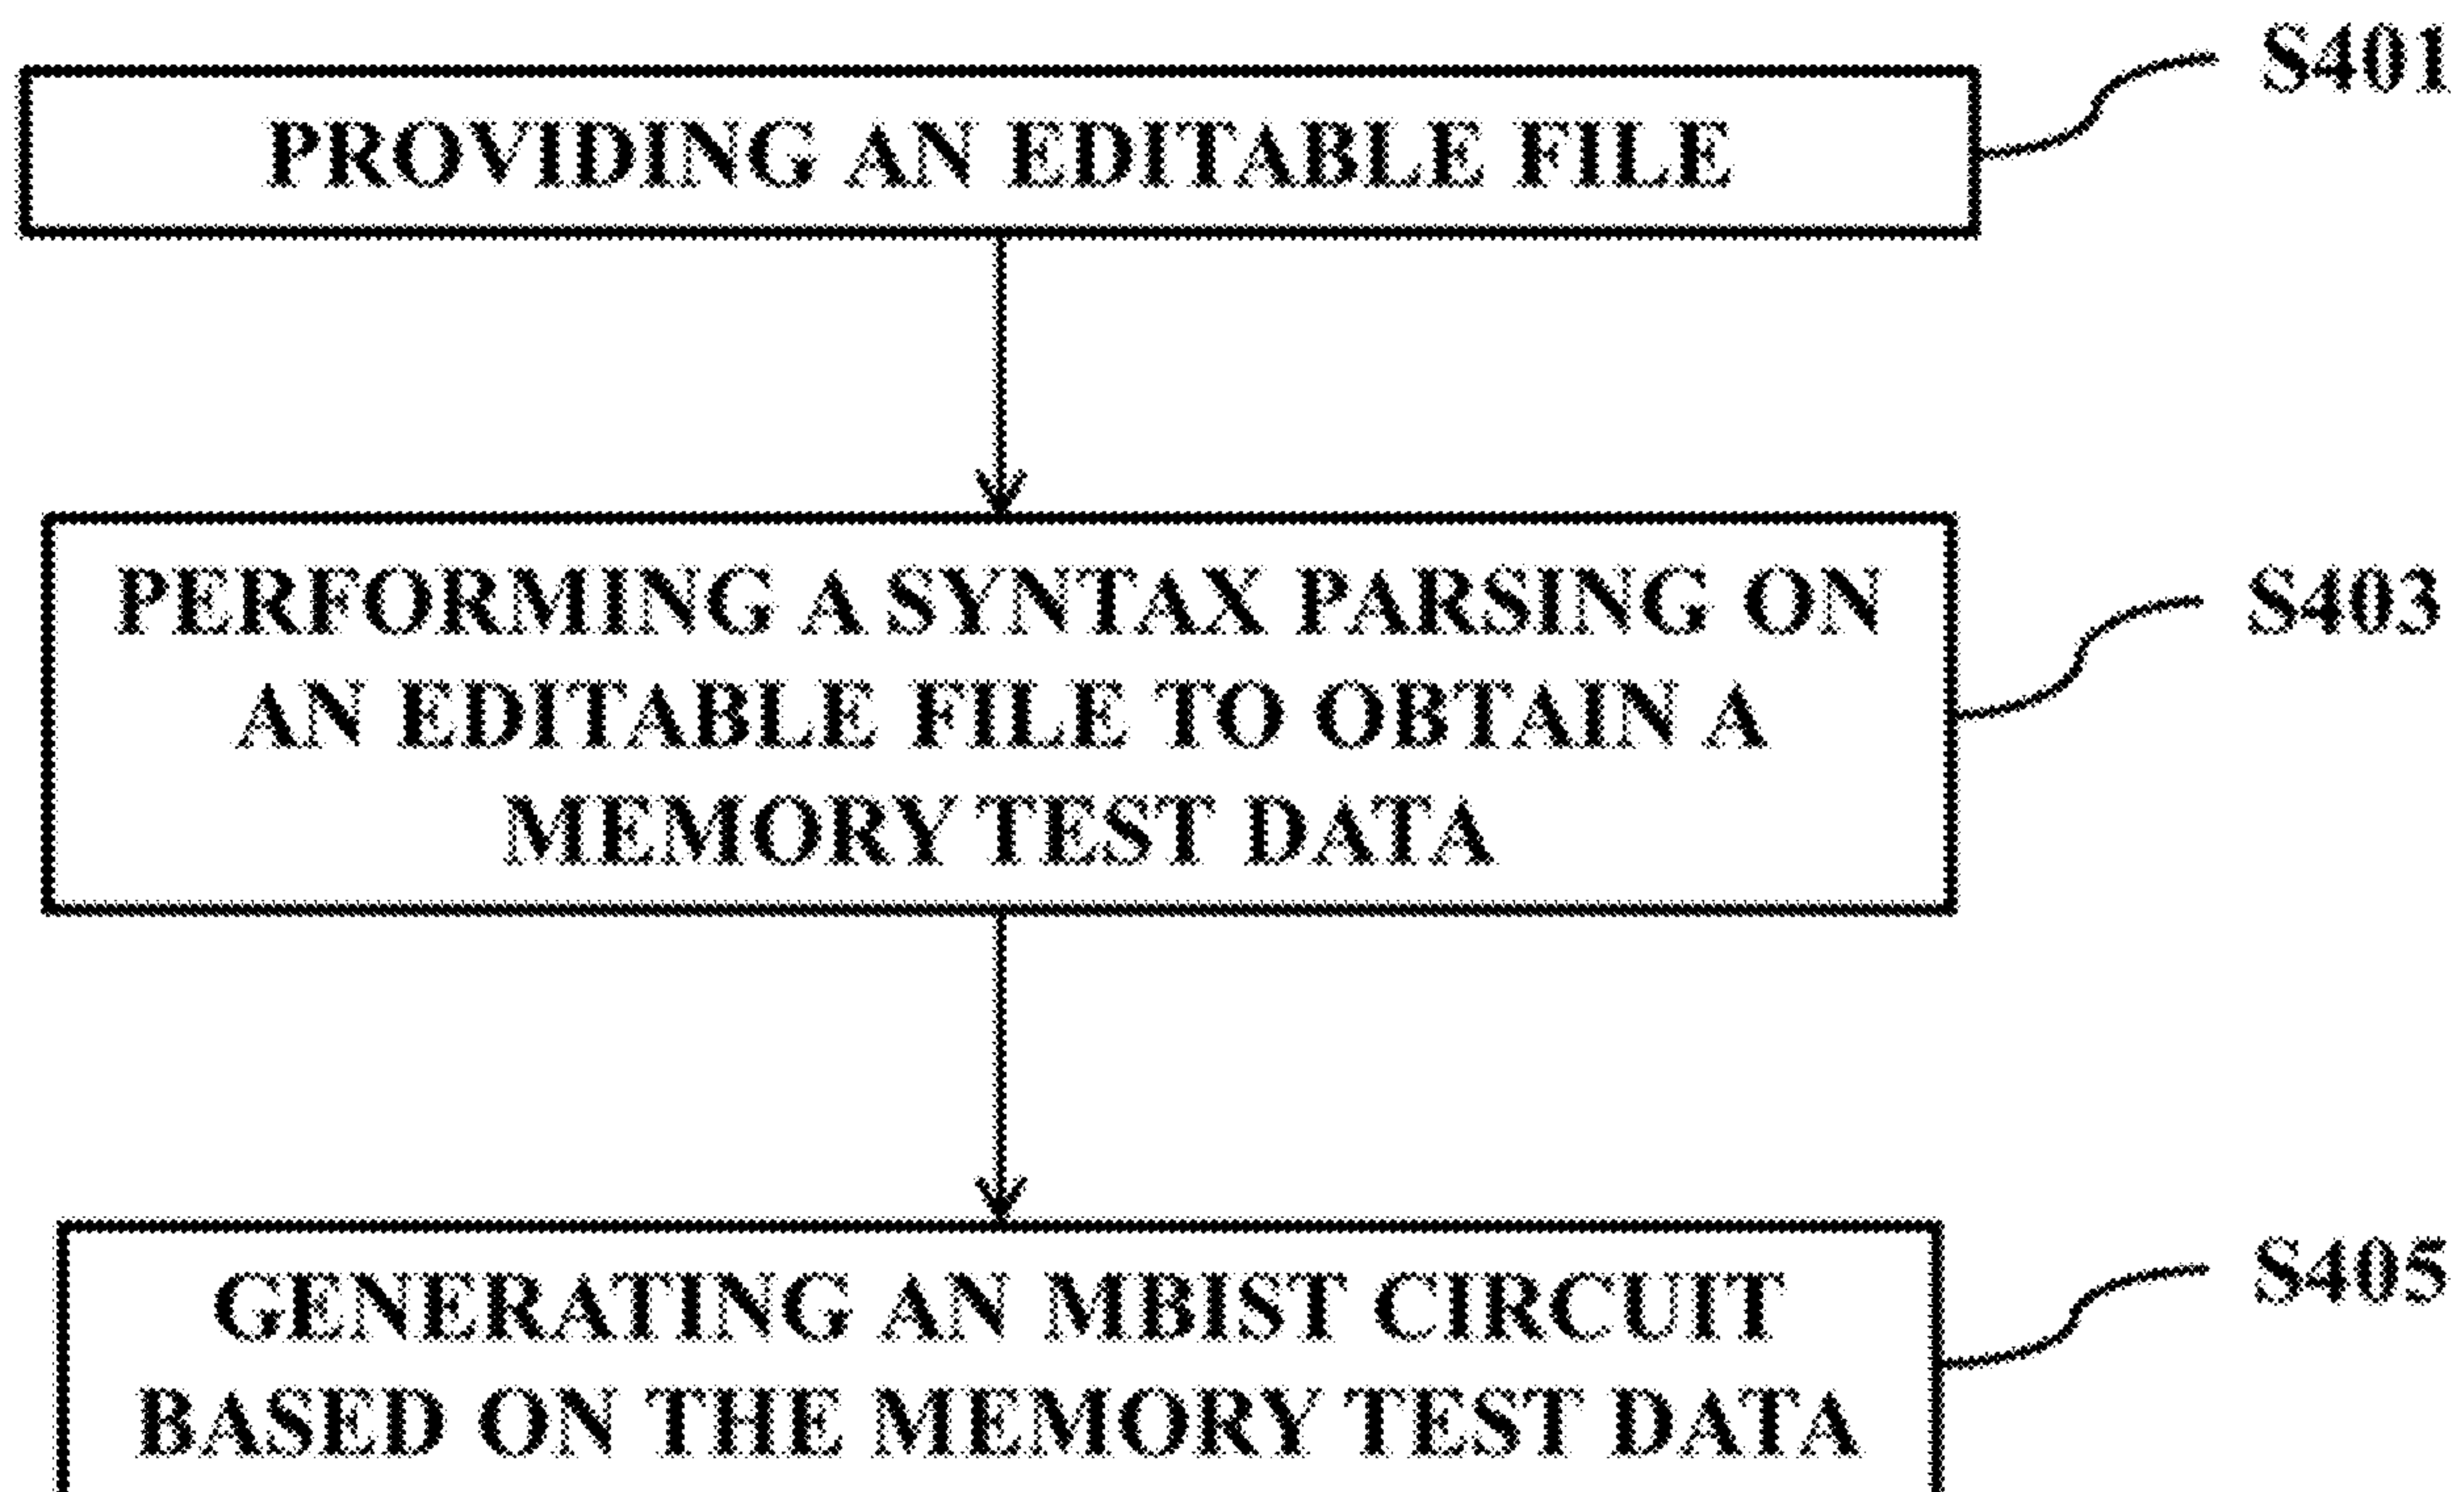 S401
PROVIDING AN EDITABLE FILE
PERFORMING A SYNTAX PARSING ON
S403
AN EDITABLE FILE TO OBTAIN A
MEMORY TEST DATA
S405
GENERATING AN MBIST CIRCUIT
BASED ON THE MEMORY TEST DATA